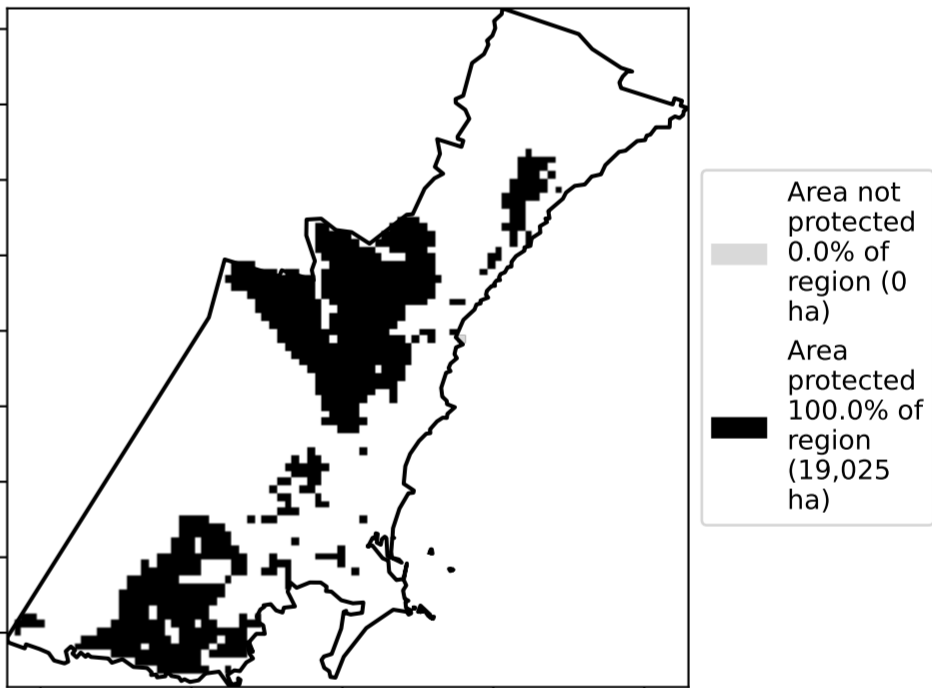 Area not
protected
0.0% of
region (0
ha)
Area
protected
100.0% of
region
(19,025
ha)